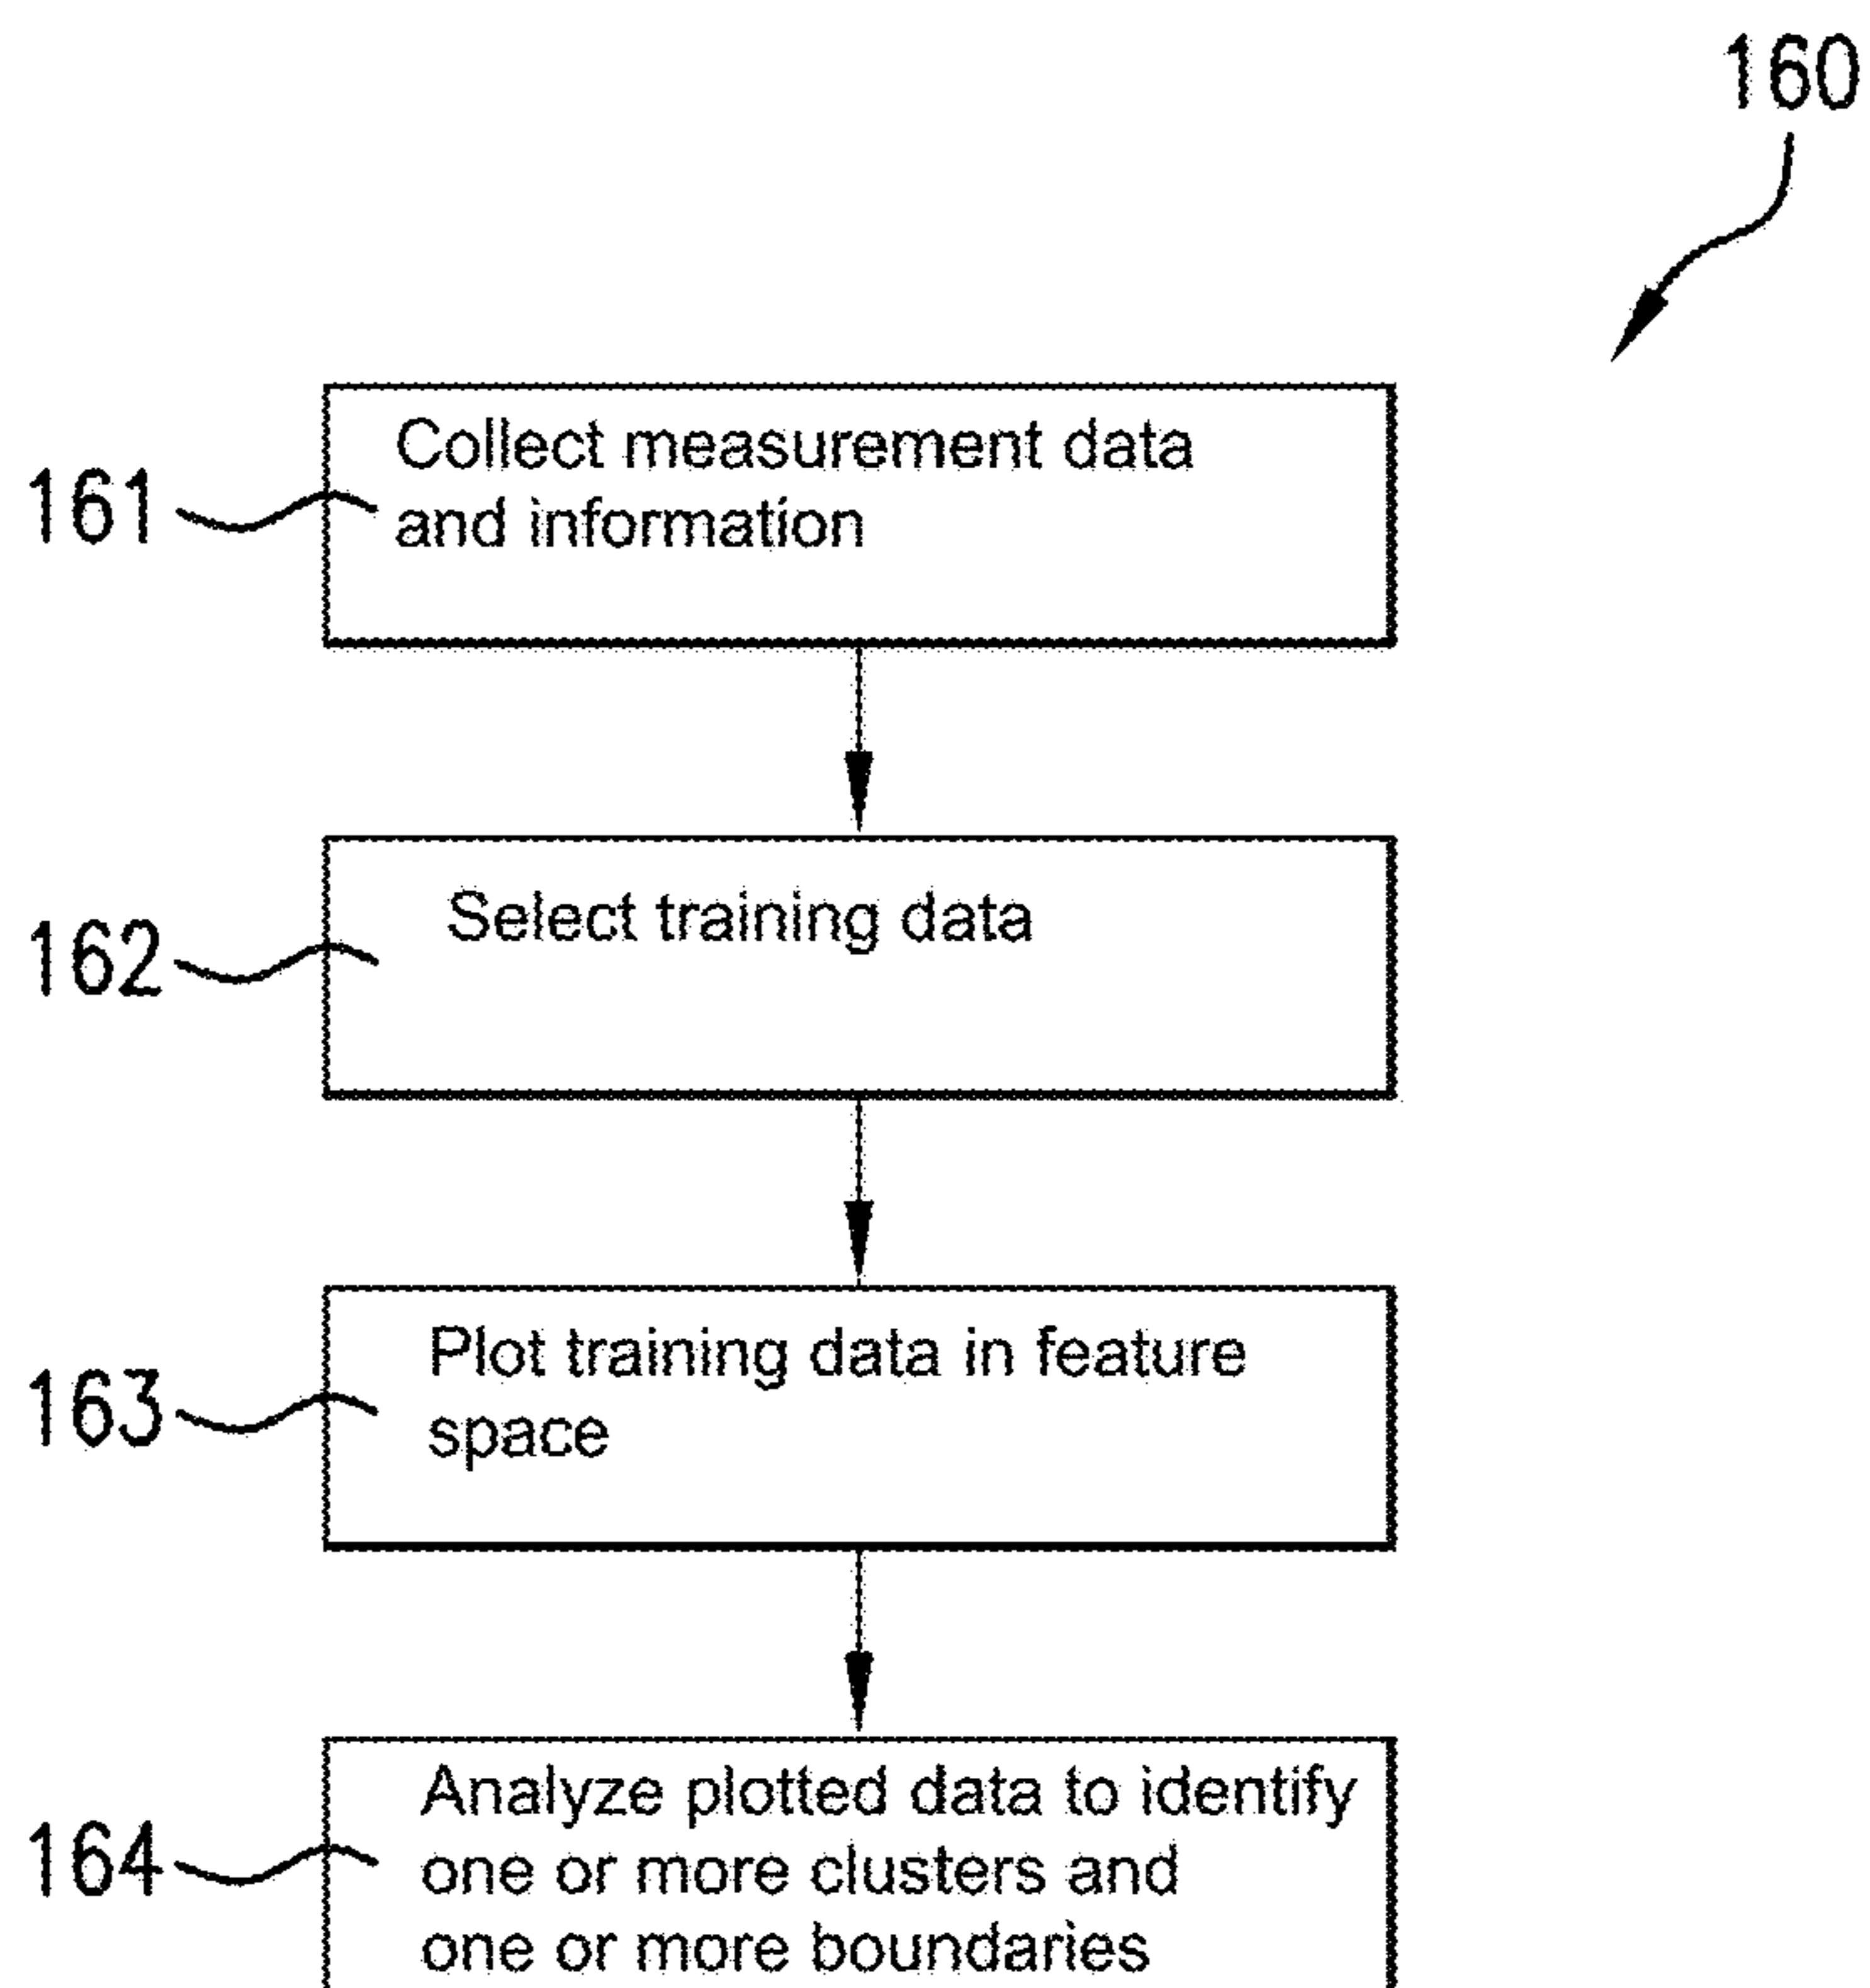 160
161
Collect measurement data
and information
162
Select training data
163
Plot training data in feature
space
164
Analyze plotted data to identify
one or more clusters and
one or more boundaries